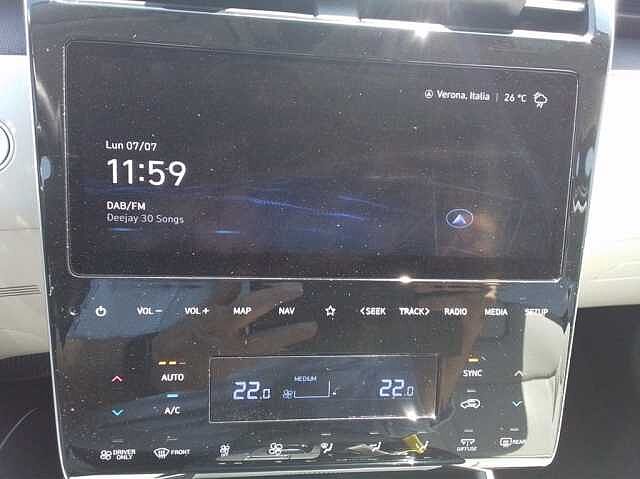 Verona, Italia | 26 °C
Lun 07/07
11:59
DAB/FM
Deejay 30 Songs
VOL− VOL+ MAP NAV ☆ <SEEK TRACK> RADIO MEDIA SETUP
AUTO
A/C
MEDIUM
22.0 22.0
SYNC
DRIVER ONLY
FRONT
DIFFUSE
REAR